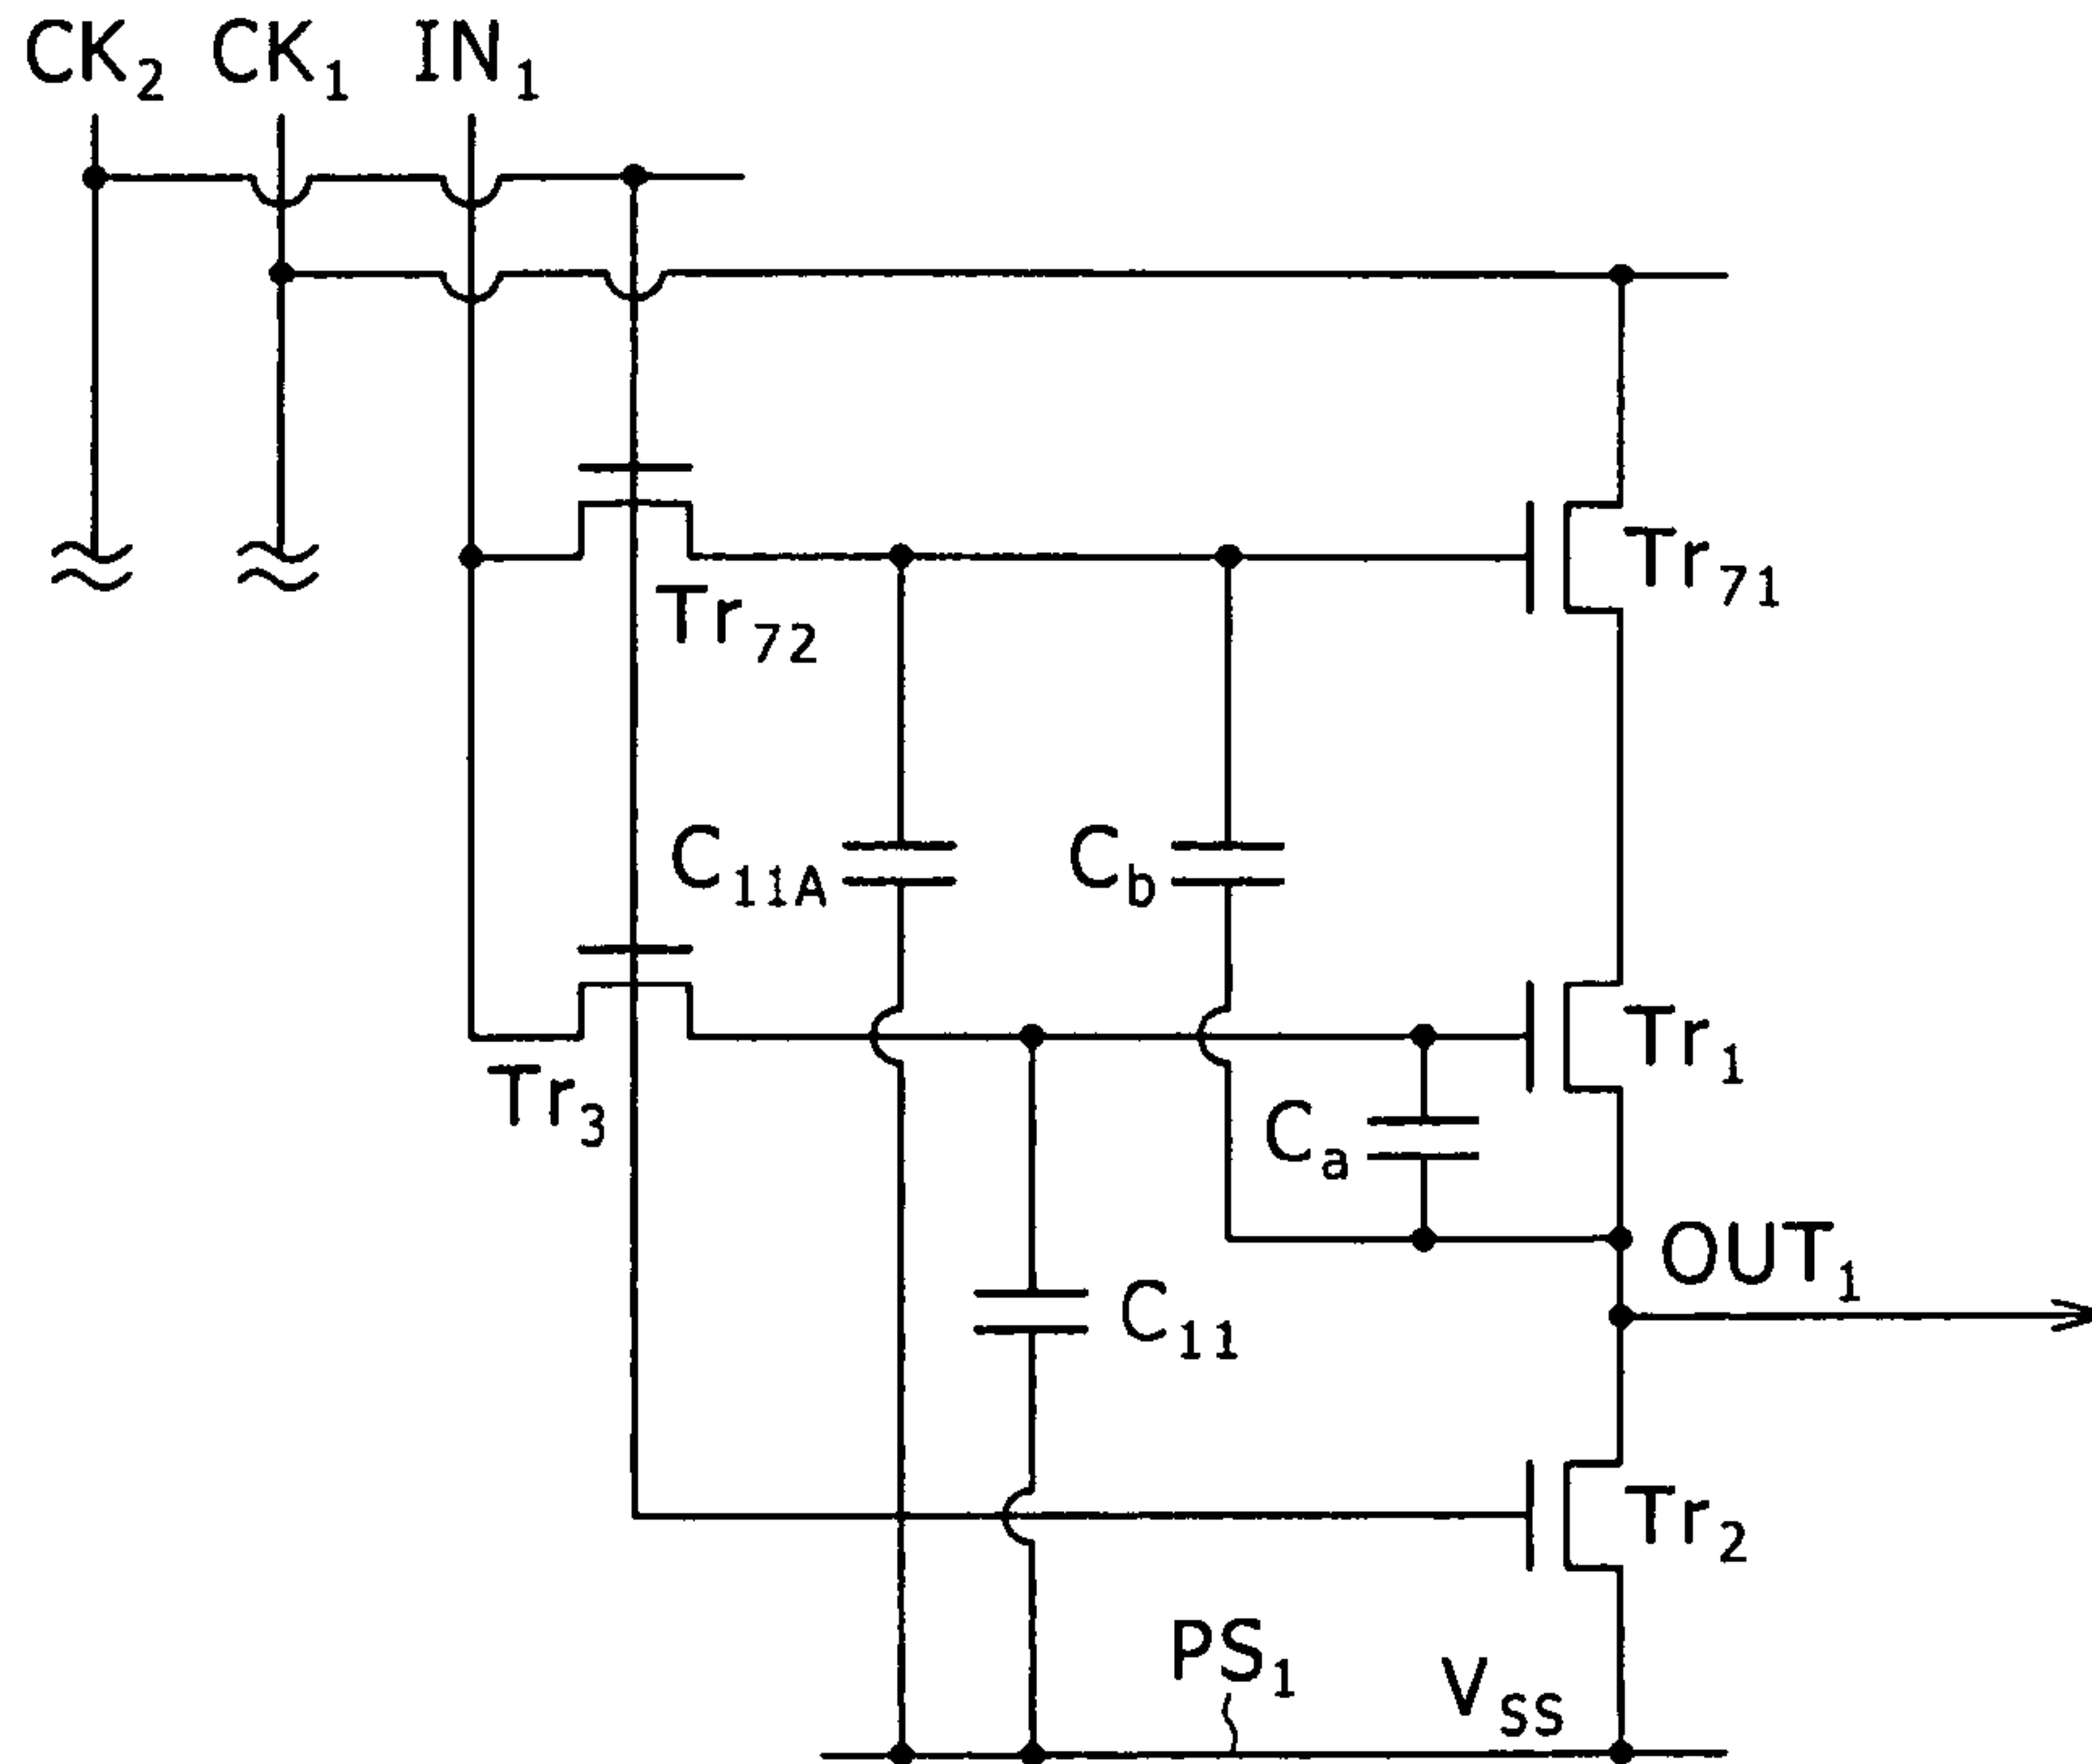 CK2 CK1 IN1
Tr71
Tr72
C11A Cb
Tr1
Tr3
Ca
OUT1
C11
Tr2
PS1
VSS